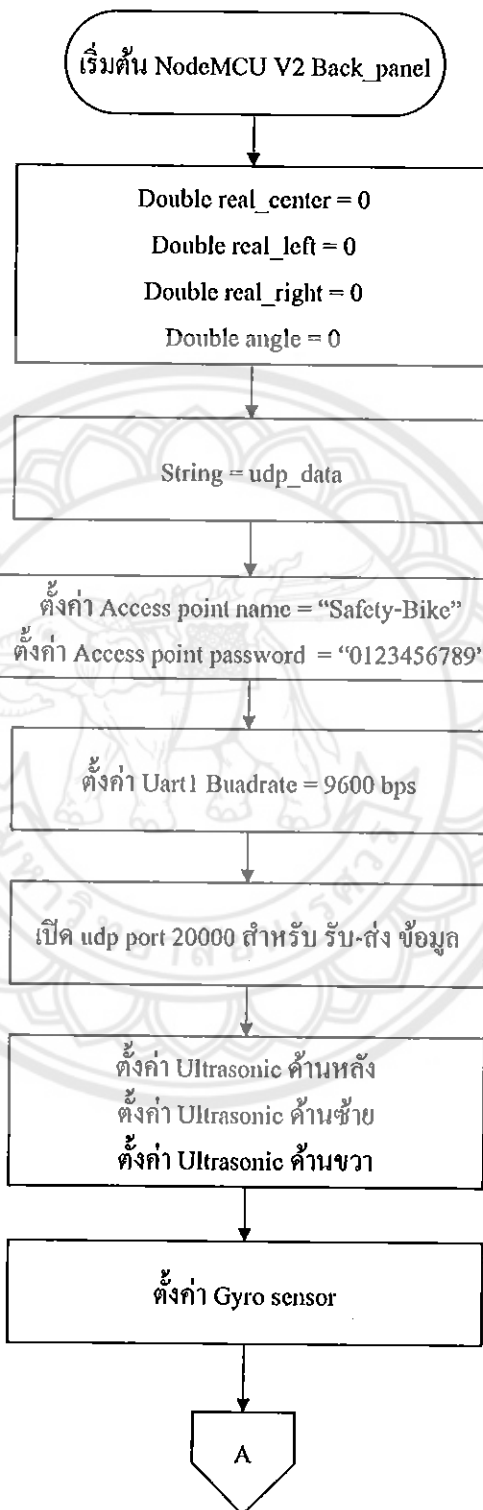 เริ่มต้น NodeMCU V2 Back_panel
Double real_center = 0
Double real_left = 0
Double real_right = 0
Double angle = 0
String = udp_data
ตั้งค่า Access point name = “Safety-Bike”
ตั้งค่า Access point password = “0123456789”
ตั้งค่า Uart1 Buadrate = 9600 bps
เปิด udp port 20000 สำหรับ รับ-ส่ง ข้อมูล
ตั้งค่า Ultrasonic ด้านหลัง
ตั้งค่า Ultrasonic ด้านซ้าย
ตั้งค่า Ultrasonic ด้านขวา
ตั้งค่า Gyro sensor
A